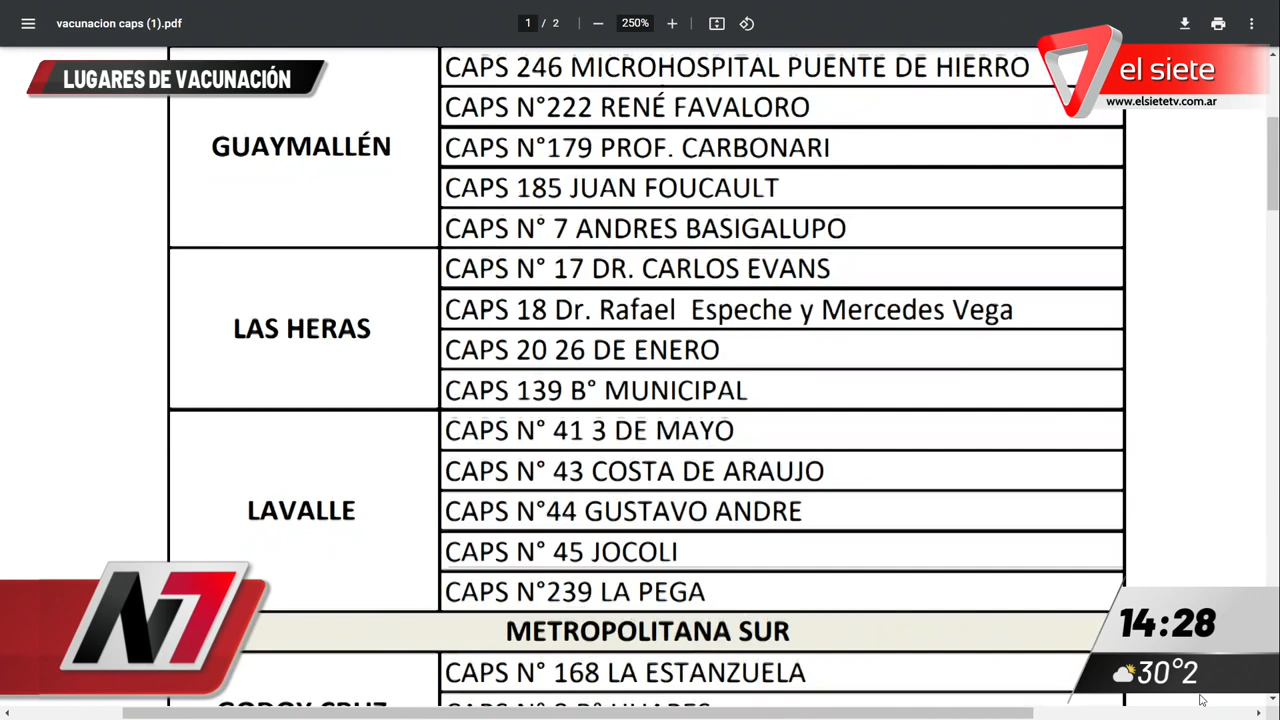 vacunacion caps (1).pdf
1 / 2
250%
LUGARES DE VACUNACIÓN
el siete
www.elsietetv.com.ar
CAPS 246 MICROHOSPITAL PUENTE DE HIERRO
CAPS N°222 RENÉ FAVALORO
GUAYMALLÉN
CAPS N°179 PROF. CARBONARI
CAPS 185 JUAN FOUCAULT
CAPS N° 7 ANDRES BASIGALUPO
CAPS N° 17 DR. CARLOS EVANS
CAPS 18 Dr. Rafael Espeche y Mercedes Vega
LAS HERAS
CAPS 20 26 DE ENERO
CAPS 139 B° MUNICIPAL
CAPS N° 41 3 DE MAYO
CAPS N° 43 COSTA DE ARAUJO
LAVALLE
CAPS N°44 GUSTAVO ANDRE
CAPS N° 45 JOCOLI
CAPS N°239 LA PEGA
METROPOLITANA SUR
CAPS N° 168 LA ESTANZUELA
GODOY CRUZ
N7
14:28
30°2